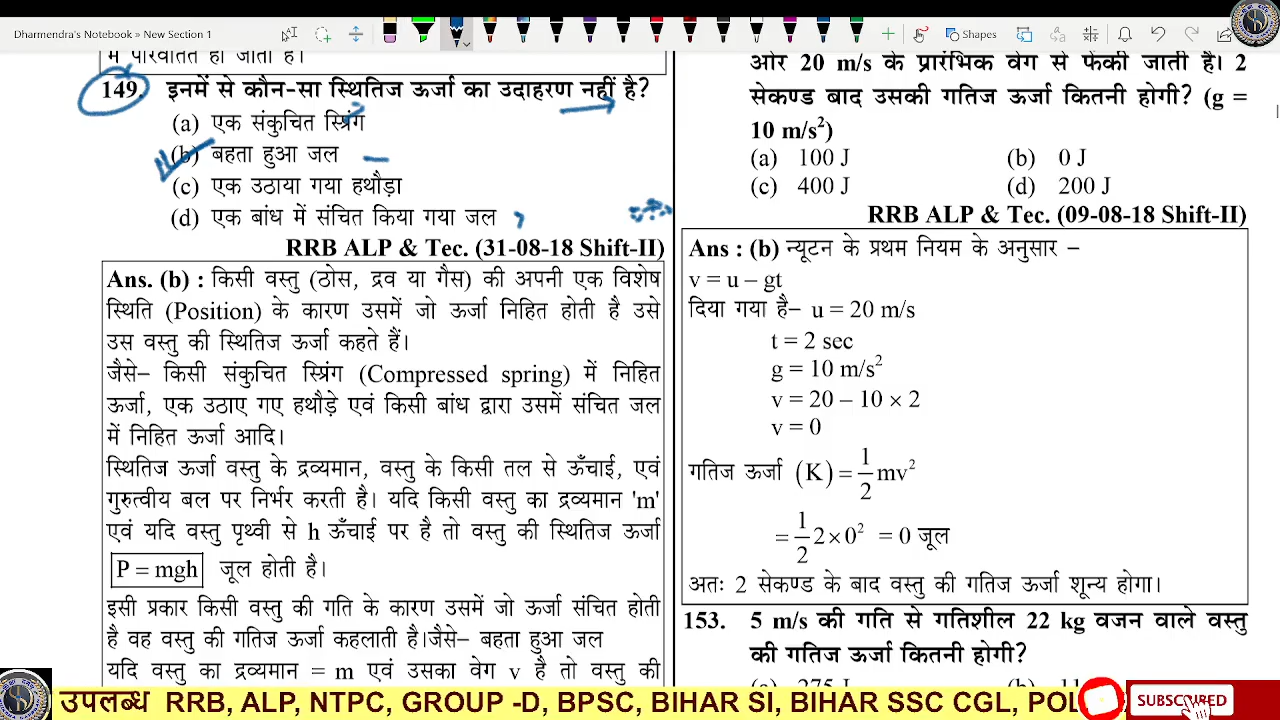 Dharmendra's Notebook » New Section 1
Shapes
में परिवर्तित हो जाती है।
149. इनमें से कौन-सा स्थितिज ऊर्जा का उदाहरण नहीं है?
(a) एक संकुचित स्प्रिंग
(b) बहता हुआ जल
(c) एक उठाया गया हथौड़ा
(d) एक बांध में संचित किया गया जल
RRB ALP & Tec. (31-08-18 Shift-II)
Ans. (b) : किसी वस्तु (ठोस, द्रव या गैस) की अपनी एक विशेष
स्थिति (Position) के कारण उसमें जो ऊर्जा निहित होती है उसे
उस वस्तु की स्थितिज ऊर्जा कहते हैं।
जैसे– किसी संकुचित स्प्रिंग (Compressed spring) में निहित
ऊर्जा, एक उठाए गए हथौड़े एवं किसी बांध द्वारा उसमें संचित जल
में निहित ऊर्जा आदि।
स्थितिज ऊर्जा वस्तु के द्रव्यमान, वस्तु के किसी तल से ऊँचाई, एवं
गुरुत्वीय बल पर निर्भर करती है। यदि किसी वस्तु का द्रव्यमान 'm'
एवं यदि वस्तु पृथ्वी से h ऊँचाई पर है तो वस्तु की स्थितिज ऊर्जा
P = mgh जूल होती है।
इसी प्रकार किसी वस्तु की गति के कारण उसमें जो ऊर्जा संचित होती
है वह वस्तु की गतिज ऊर्जा कहलाती है।जैसे– बहता हुआ जल
यदि वस्तु का द्रव्यमान = m एवं उसका वेग v है तो वस्तु की
ओर 20 m/s के प्रारंभिक वेग से फेंकी जाती है। 2
सेकण्ड बाद उसकी गतिज ऊर्जा कितनी होगी? (g =
10 m/s²)
(a) 100 J (b) 0 J
(c) 400 J (d) 200 J
RRB ALP & Tec. (09-08-18 Shift-II)
Ans : (b) न्यूटन के प्रथम नियम के अनुसार –
v = u – gt
दिया गया है– u = 20 m/s
t = 2 sec
g = 10 m/s²
v = 20 – 10 × 2
v = 0
गतिज ऊर्जा (K) = 1/2 mv²
= 1/2 2 × 0² = 0 जूल
अतः 2 सेकण्ड के बाद वस्तु की गतिज ऊर्जा शून्य होगा।
153. 5 m/s की गति से गतिशील 22 kg वजन वाले वस्तु
की गतिज ऊर्जा कितनी होगी?
उपलब्ध RRB, ALP, NTPC, GROUP -D, BPSC, BIHAR SI, BIHAR SSC CGL,
SUBSCRIBED